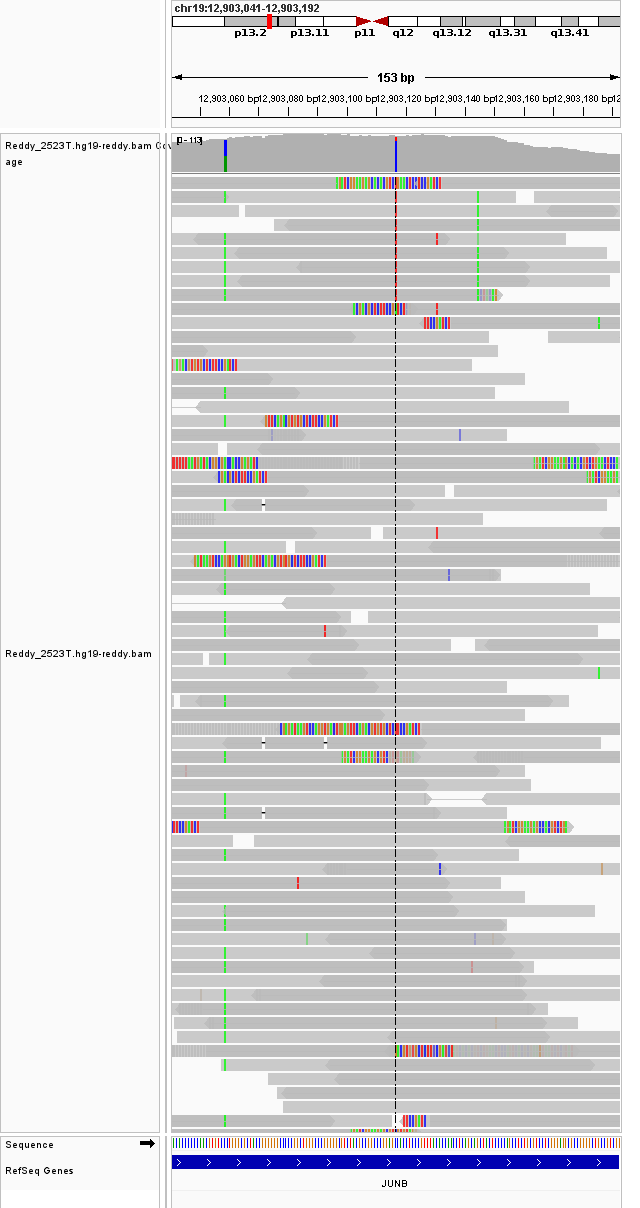 chr19:12,903,041-12,903,192
p13.2 p13.11 p11 q12 q13.12 q13.31 q13.41
153 bp
12,903,060 bp 12,903,080 bp 12,903,100 bp 12,903,120 bp 12,903,140 bp 12,903,160 bp 12,903,180 bp
Reddy_2523T.hg19-reddy.bam Cov
age
Reddy_2523T.hg19-reddy.bam
Sequence
RefSeq Genes
JUNB